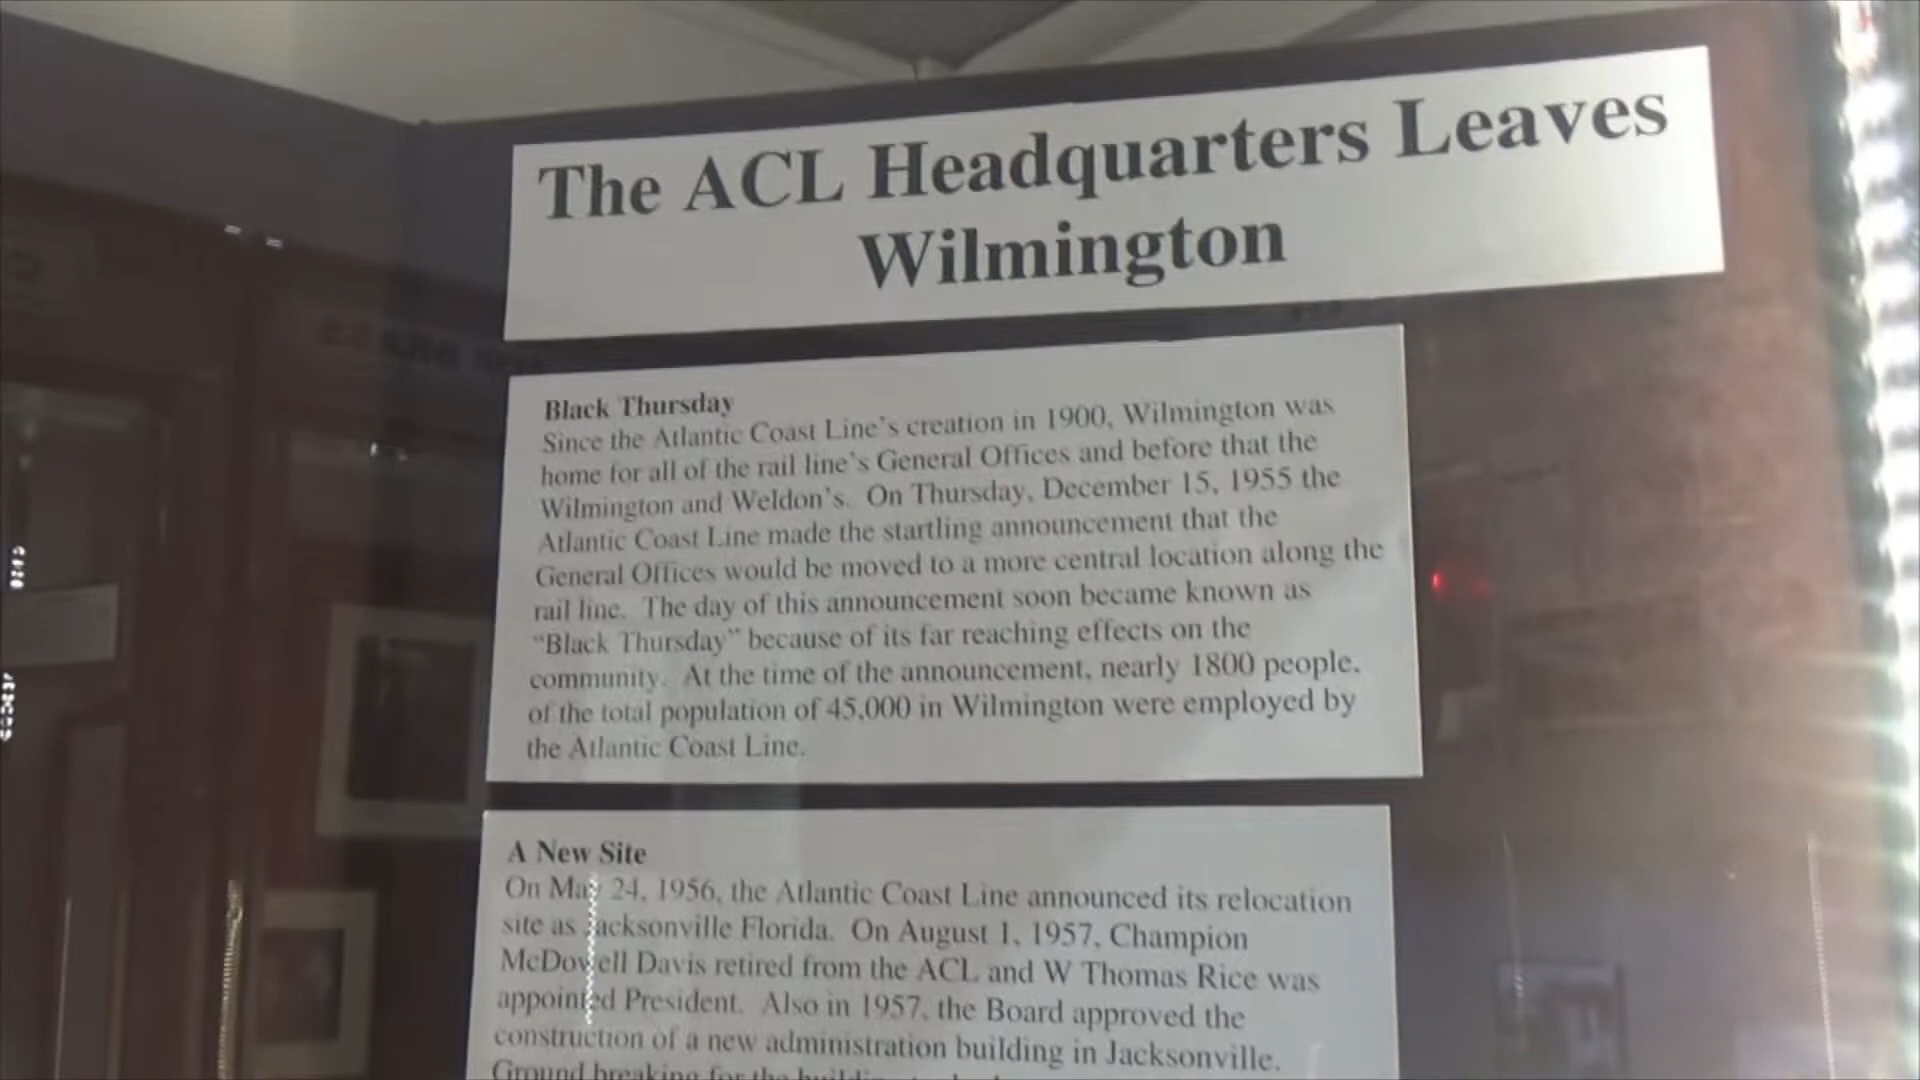 The ACL Headquarters Leaves
Wilmington
Black Thursday
Since the Atlantic Coast Line's creation in 1900, Wilmington was
home for all of the rail line's General Offices and before that the
Wilmington and Weldon's. On Thursday, December 15, 1955 the
Atlantic Coast Line made the startling announcement that the
General Offices would be moved to a more central location along the
rail line. The day of this announcement soon became known as
"Black Thursday" because of its far reaching effects on the
community. At the time of the announcement, nearly 1800 people,
of the total population of 45,000 in Wilmington were employed by
the Atlantic Coast Line.
A New Site
On May 24, 1956, the Atlantic Coast Line announced its relocation
site as Jacksonville Florida. On August 1, 1957, Champion
McDowell Davis retired from the ACL and W Thomas Rice was
appointed President. Also in 1957, the Board approved the
construction of a new administration building in Jacksonville.
Ground breaking for the